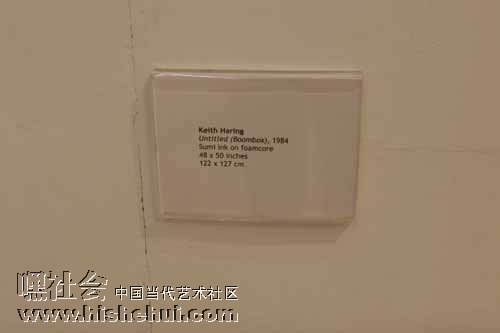 Keith Haring
Untitled (Boombox), 1984
Sumi ink on foamcore
48 x 50 inches
122 x 127 cm
嘿社会 中国当代艺术社区
www.hishehui.com